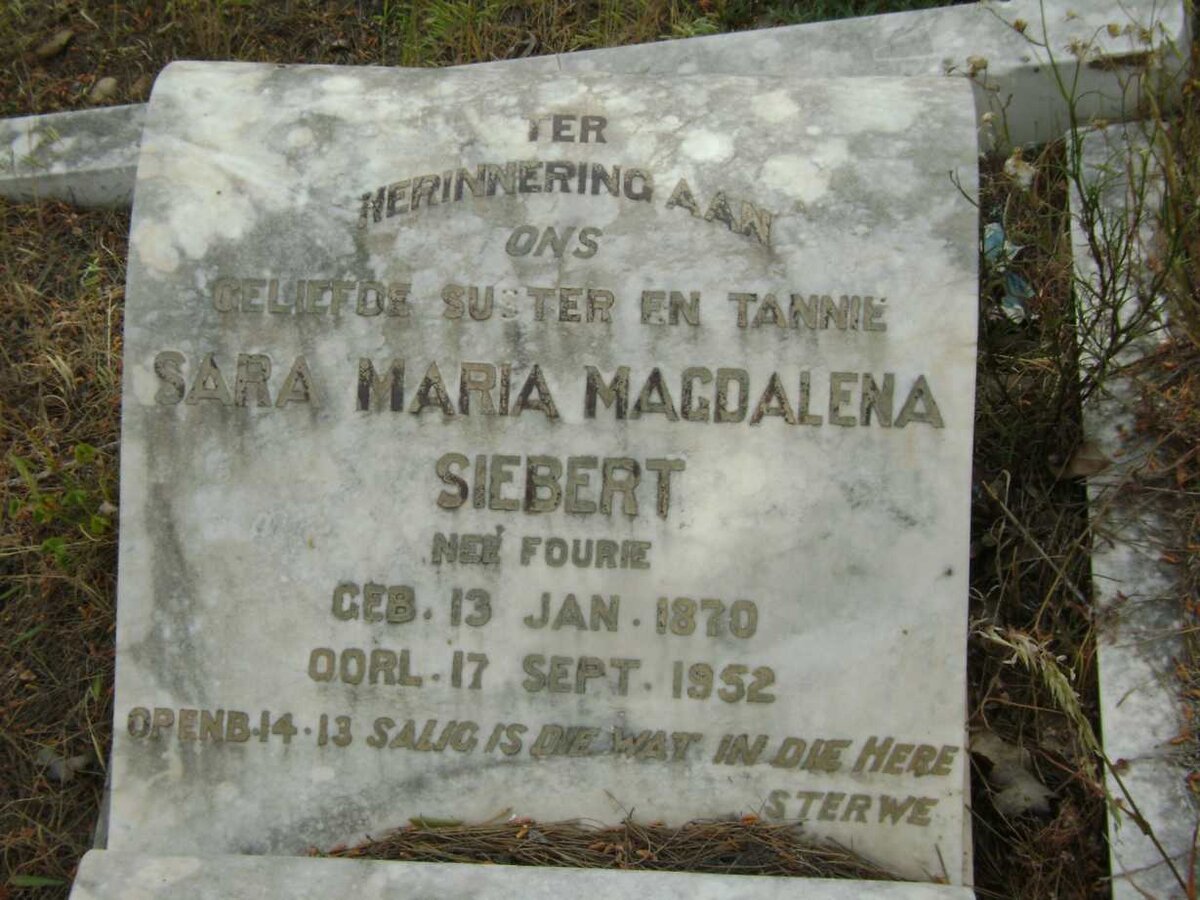 TER
HERINNERING AAN
ONS
GELIEFDE SUSTER EN TANNIE
SARA MARIA MAGDALENA
SIEBERT
NEÉ FOURIE
GEB. 13 JAN. 1870
OORL. 17 SEPT. 1952
OPENB. 14.13 SALIG IS DIE WAT IN DIE HERE
STERWE